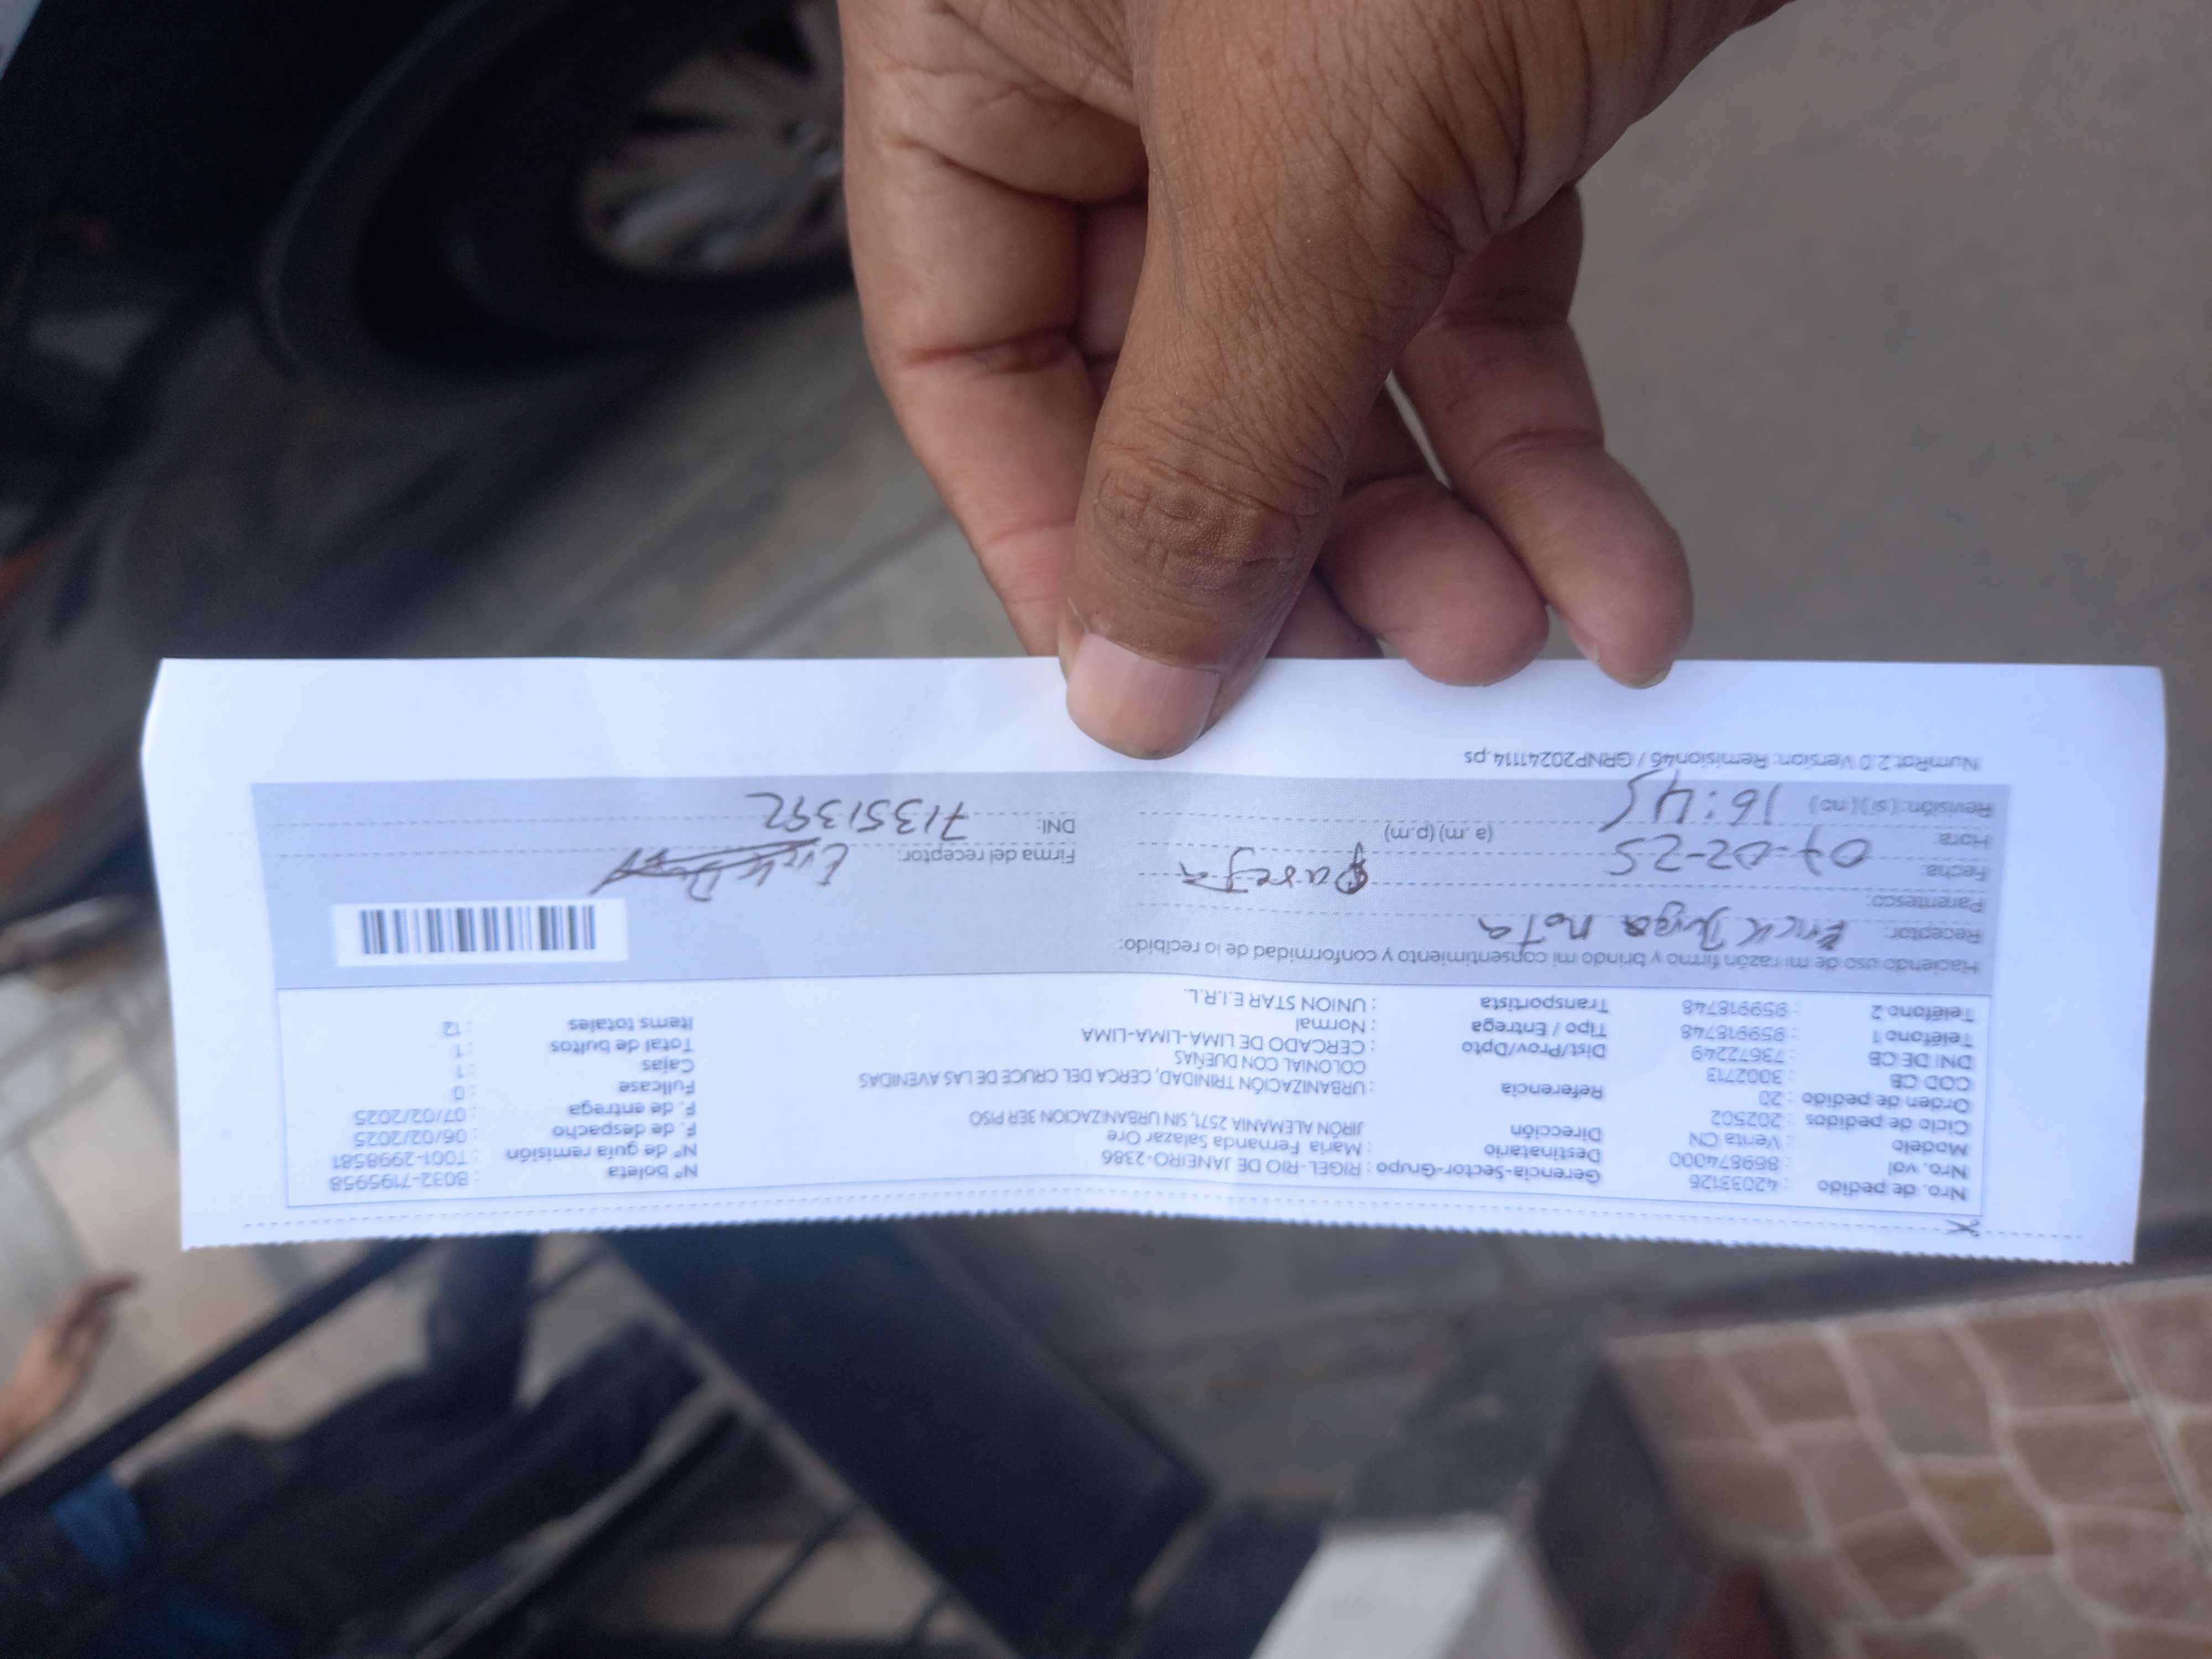 Nro. de pedido : 42033126 Gerencia-Sector-Grupo : RIGEL-RIO DE JANEIRO-2386 N° boleta : B032-7195958
Nro. vol : 869874000 Destinatario : Maria Fernanda Salazar Ore N° de guía remisión : T001-2998581
Modelo : Venta CN Dirección JIRÓN ALEMANIA 2571, SIN URBANIZACION 3ER PISO F. de despacho : 06/02/2025
Ciclo de pedidos : 202502 F. de entrega : 07/02/2025
Orden de pedido : 20 Referencia : URBANIZACIÓN TRINIDAD, CERCA DEL CRUCE DE LAS AVENIDAS Fullcase : 0
COD CB : 3002713 COLONIAL CON DUEÑAS Cajas : 1
DNI DE CB : 73672249 Dist/Prov/Dpto : CERCADO DE LIMA-LIMA-LIMA Total de bultos : 1
Teléfono 1 : 959918748 Tipo / Entrega : Normal Items totales : 12
Teléfono 2 : 959918748 Transportista : UNION STAR E.I.R.L.
Haciendo uso de mi razón firmo y brindo mi consentimiento y conformidad de lo recibido:
Receptor: Erick
Parentesco: Pareja
Fecha: 07-02-25 Firma del receptor:
Hora: 16:45 (a.m) (p.m) DNI: 71351392
Revisión: (si) (no)
NumRot 2.0 Version: Remision46 / GRNP20241114.ps